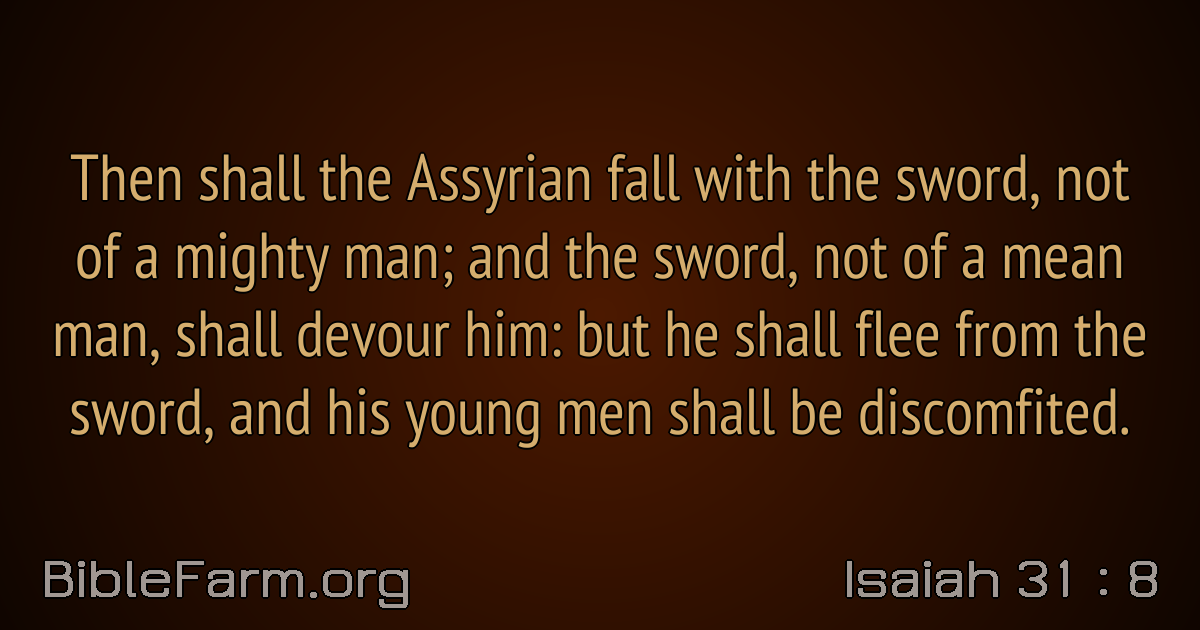 Then shall the Assyrian fall with the sword, not
of a mighty man; and the sword, not of a mean
man, shall devour him: but he shall flee from the
sword, and his young men shall be discomfited.
BibleFarm.org
Isaiah 31 : 8